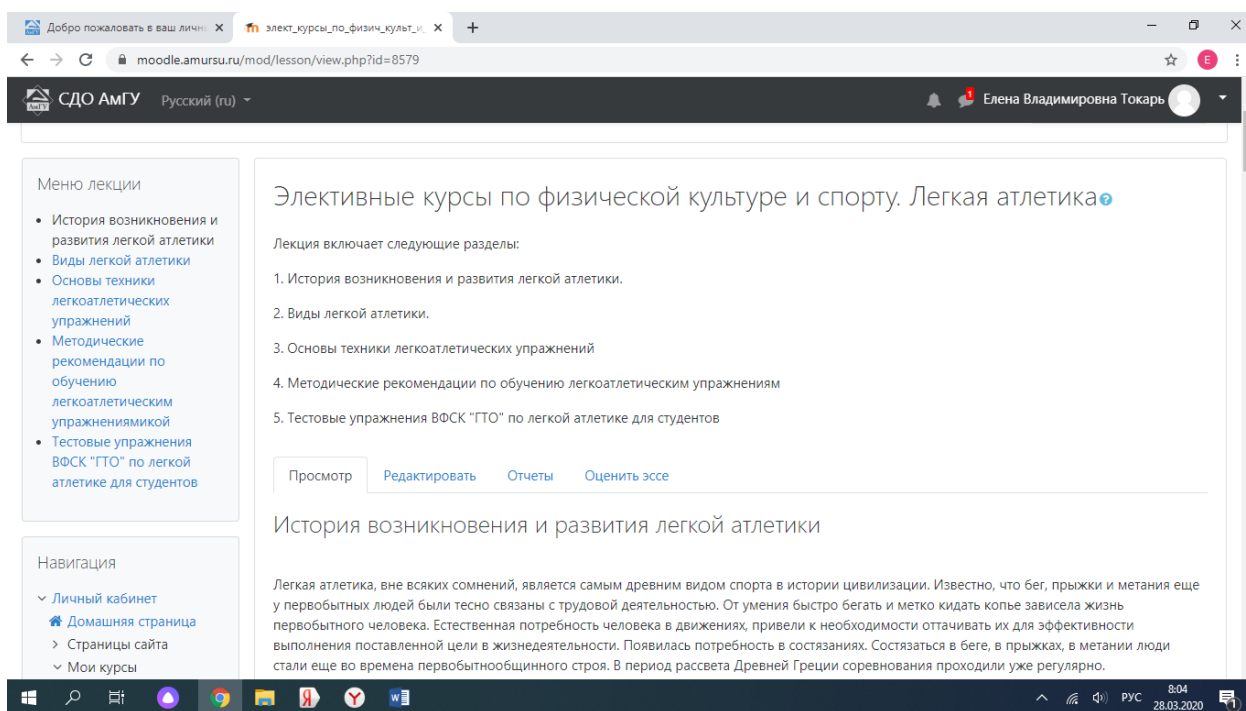 Добро пожаловать в ваш личны
элект_курсы_по_физич_культ_и_
moodle.amursu.ru/mod/lesson/view.php?id=8579
E
АмГУ
СДО АмГУ
Русский (ru)
1
Елена Владимировна Токарь
Меню лекции
История возникновения и
развития легкой атлетики
Виды легкой атлетики
Основы техники
легкоатлетических
упражнений
Методические
рекомендации по
обучению
легкоатлетическим
упражнениямикой
Тестовые упражнения
ВФСК "ГТО" по легкой
атлетике для студентов
Навигация
Личный кабинет
Домашняя страница
Страницы сайта
Мои курсы
Элективные курсы по физической культуре и спорту. Легкая атлетика
Лекция включает следующие разделы:
1. История возникновения и развития легкой атлетики.
2. Виды легкой атлетики.
3. Основы техники легкоатлетических упражнений
4. Методические рекомендации по обучению легкоатлетическим упражнениям
5. Тестовые упражнения ВФСК "ГТО" по легкой атлетике для студентов
Просмотр Редактировать Отчеты Оценить эссе
История возникновения и развития легкой атлетики
Легкая атлетика, вне всяких сомнений, является самым древним видом спорта в истории цивилизации. Известно, что бег, прыжки и метания еще
у первобытных людей были тесно связаны с трудовой деятельностью. От умения быстро бегать и метко кидать копье зависела жизнь
первобытного человека. Естественная потребность человека в движениях, привели к необходимости оттачивать их для эффективности
выполнения поставленной цели в жизнедеятельности. Появилась потребность в состязаниях. Состязаться в беге, в прыжках, в метании люди
стали еще во времена первобытнообщинного строя. В период рассвета Древней Греции соревнования проходили уже регулярно.
РУС
8:04
28.03.2020